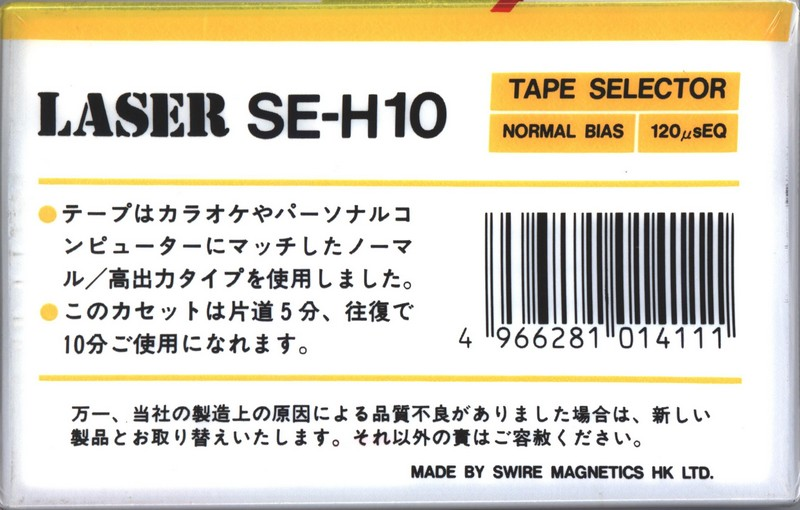 LASER SE-H10
TAPE SELECTOR
NORMAL BIAS 120μsEQ
●テープはカラオケやパーソナルコ
ンピューターにマッチしたノーマ
ル／高出力タイプを使用しました。
●このカセットは片道5分、往復で
10分ご使用になれます。
4 966281 014111
万一、当社の製造上の原因による品質不良がありました場合は、新しい
製品とお取り替えいたします。それ以外の責はご容赦ください。
MADE BY SWIRE MAGNETICS HK LTD.